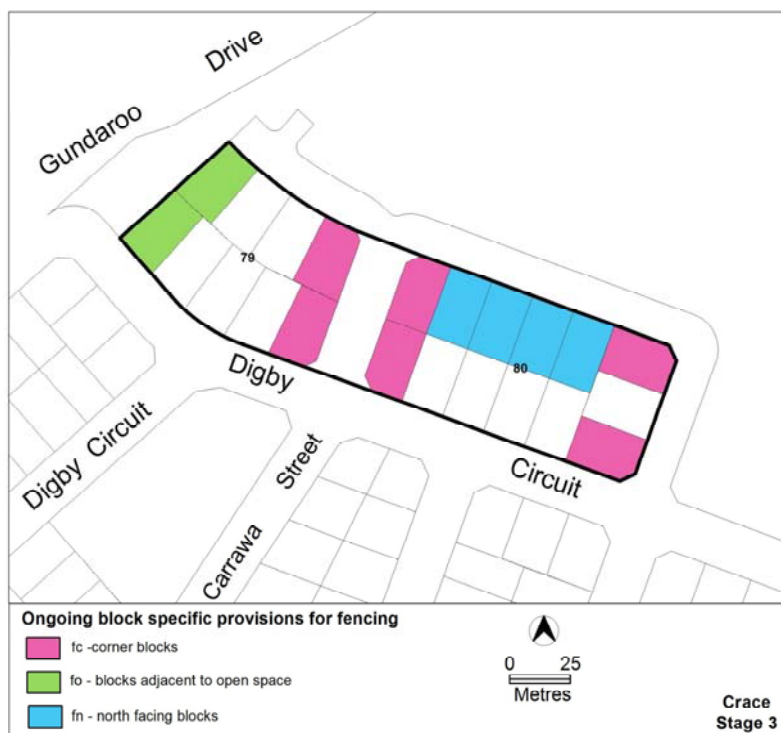 Gundaroo Drive
79
80
Digby Circuit
Digby Circuit
Carrawa Street
Ongoing block specific provisions for fencing
fc -corner blocks
fo - blocks adjacent to open space
fn - north facing blocks
0 25
Metres
Crace
Stage 3